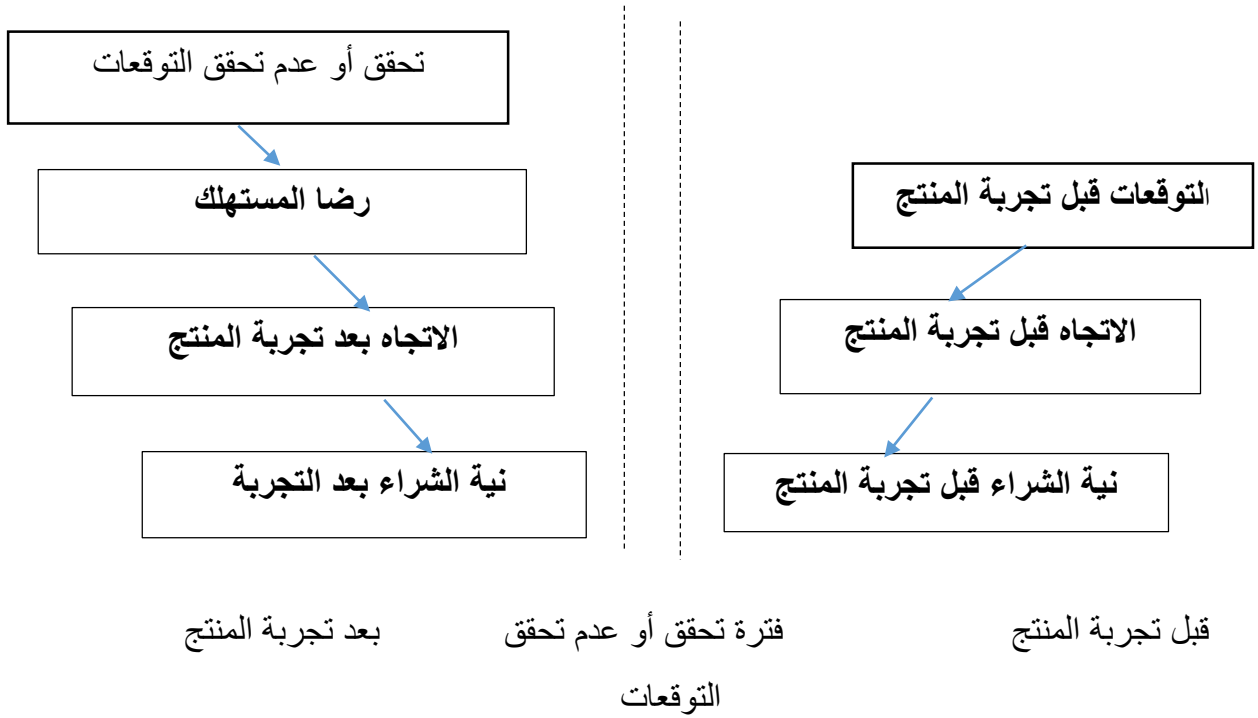 تحقق أو عدم تحقق التوقعات
رضا المستهلك
التوقعات قبل تجربة المنتج
الاتجاه بعد تجربة المنتج
الاتجاه قبل تجربة المنتج
نية الشراء بعد التجربة
نية الشراء قبل تجربة المنتج
قبل تجربة المنتج
فترة تحقق أو عدم تحقق
التوقعات
بعد تجربة المنتج